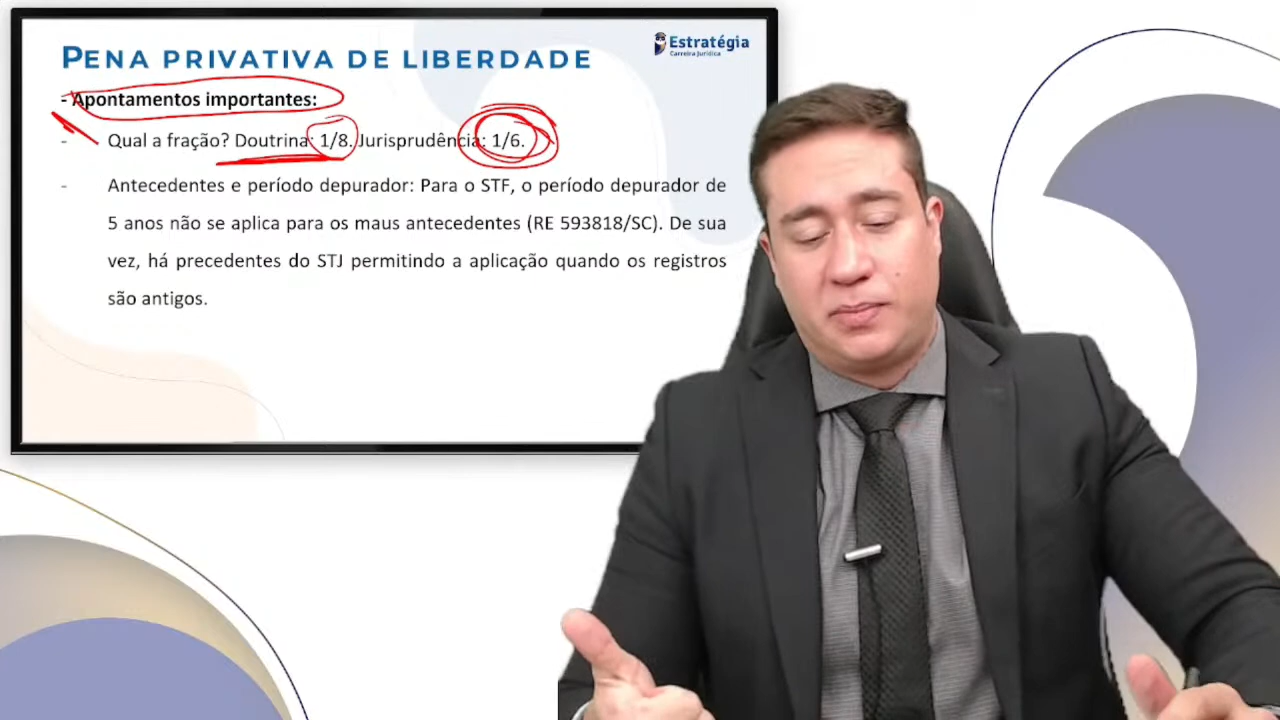 PENA PRIVATIVA DE LIBERDADE
Estratégia
Carreira Jurídica
- Apontamentos importantes:
- Qual a fração? Doutrina: 1/8. Jurisprudência: 1/6.
- Antecedentes e período depurador: Para o STF, o período depurador de
5 anos não se aplica para os maus antecedentes (RE 593818/SC). De sua
vez, há precedentes do STJ permitindo a aplicação quando os registros
são antigos.